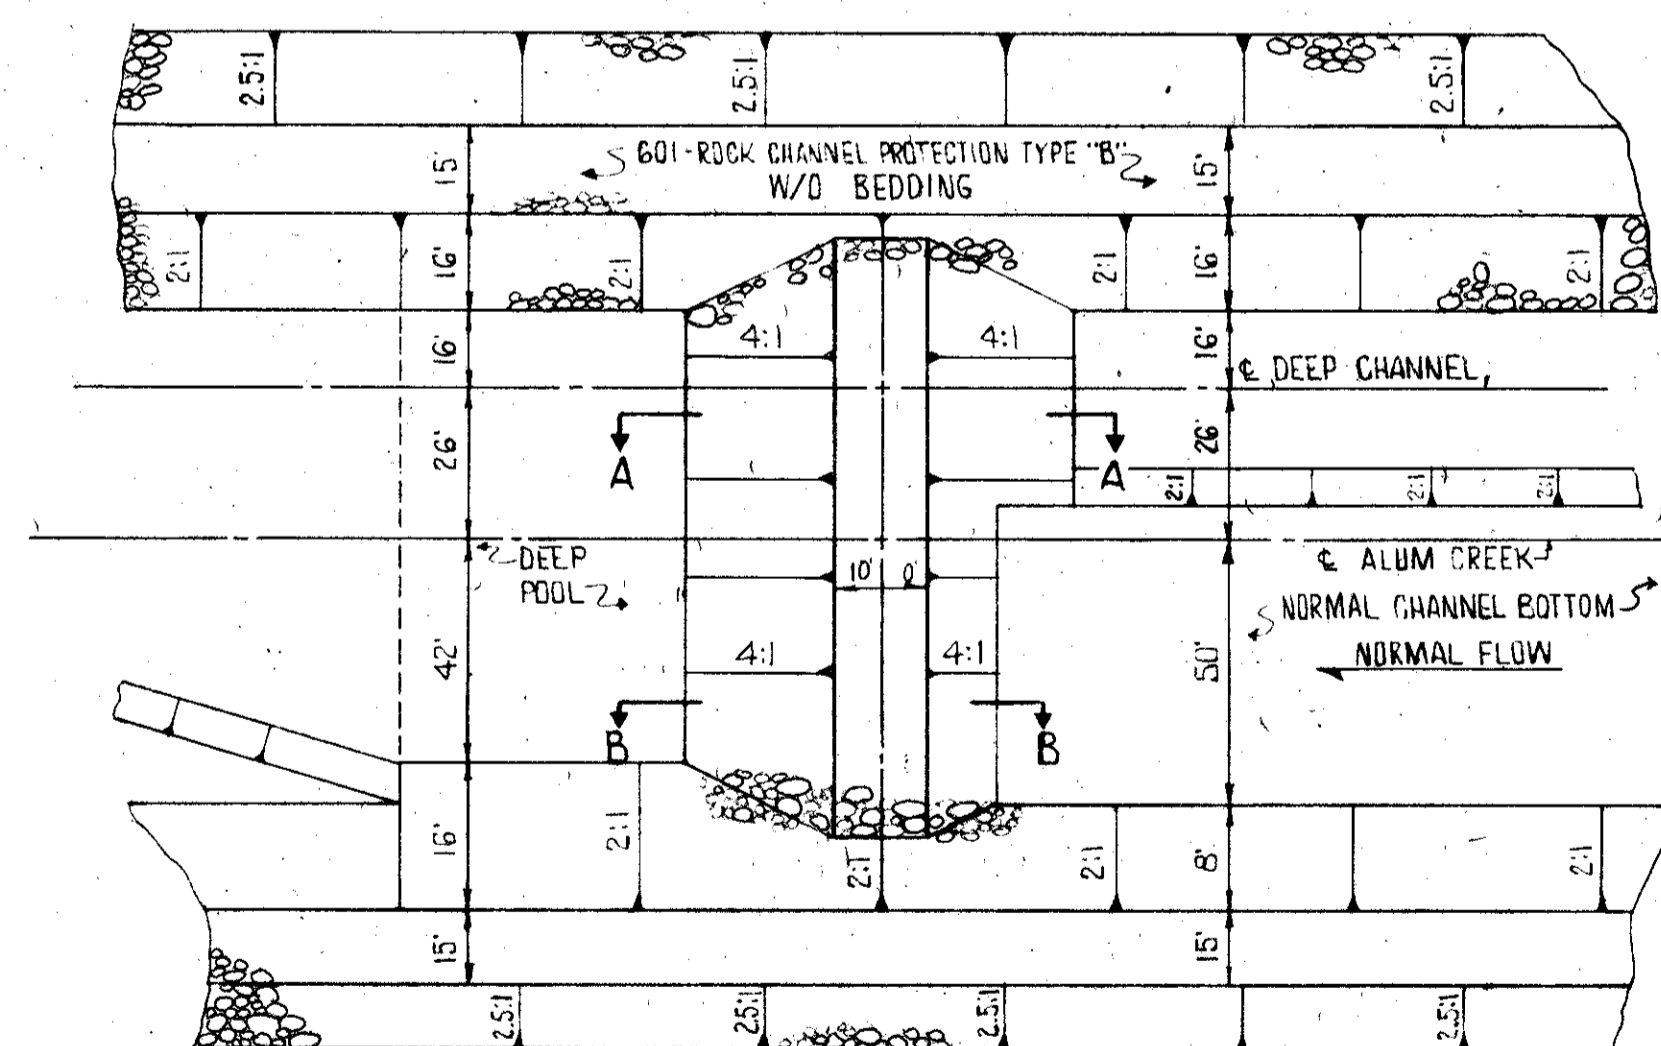 2.5:1 2.5:1 2.5:1
15' 601-ROCK CHANNEL PROTECTION TYPE "B" 15'
W/O BEDDING
2:1 16' 2:1 2:1 16' 2:1
16' 4:1 4:1 16'
℄ DEEP CHANNEL
26' 26'
A A
2:1 2:1 2:1
DEEP ℄ ALUM CREEK
POOL 10' 0'
NORMAL CHANNEL BOTTOM
42' 4:1 4:1 50' NORMAL FLOW
B B
16' 2:1 2:1 2:1 8' 2:1
15' 15'
2.5:1 2.5:1 2.5:1 2.5:1